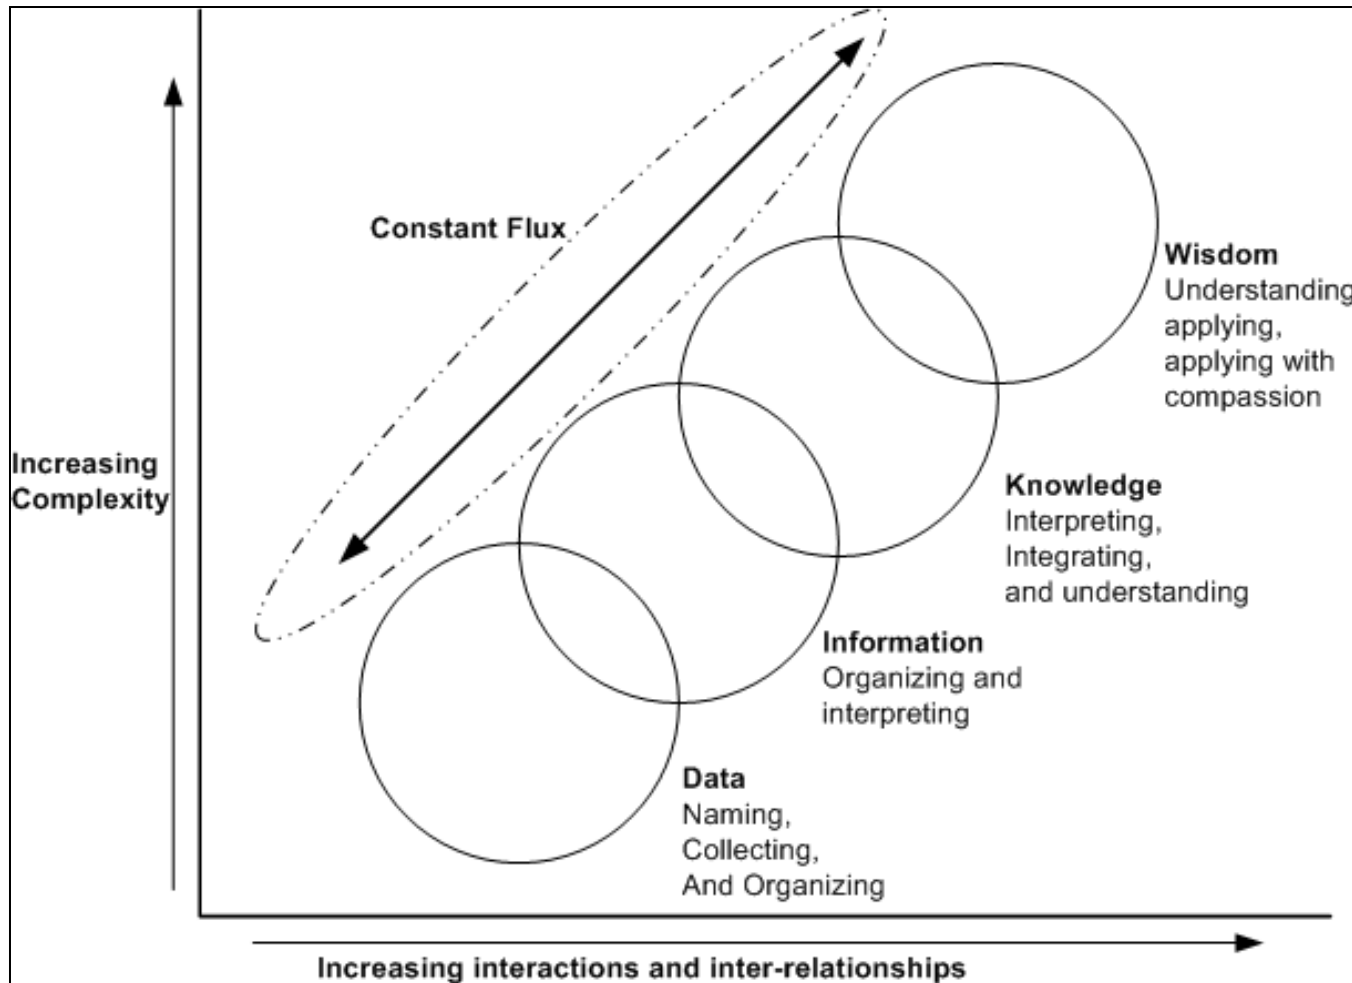 Constant Flux
Wisdom
Understanding,
applying,
applying with
compassion
Increasing
Complexity
Knowledge
Interpreting,
Integrating,
and understanding
Information
Organizing and
interpreting
Data
Naming,
Collecting,
And Organizing
Increasing interactions and inter-relationships